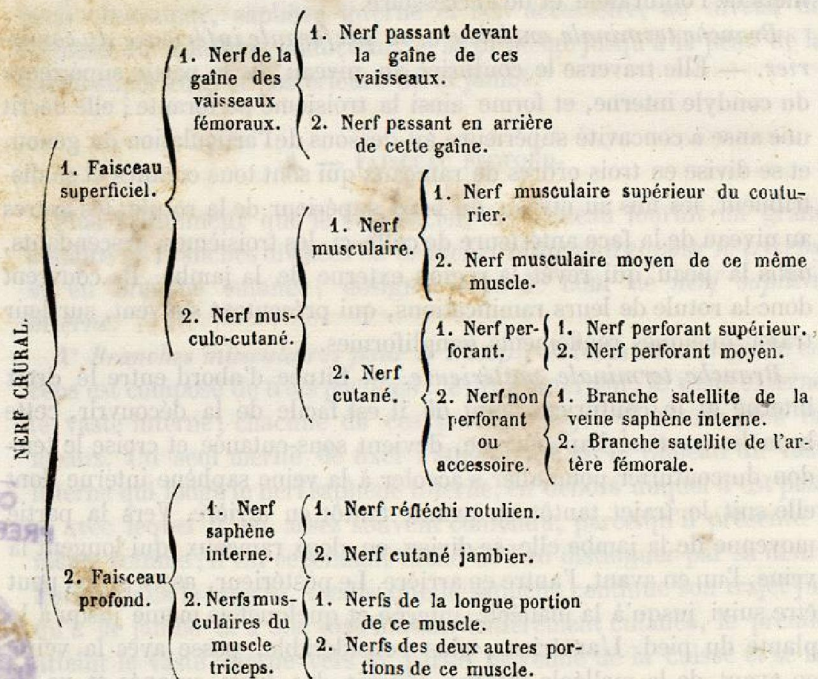 NERF CRURAL.
1. Faisceau
superficiel.
1. Nerf de la
gaîne des
vaisseaux
fémoraux.
1. Nerf passant devant
la gaîne de ces
vaisseaux.
2. Nerf passant en arrière
de cette gaîne.
2. Nerf mus-
culo-cutané.
1. Nerf
musculaire.
1. Nerf musculaire supérieur du coutu-
rier.
2. Nerf musculaire moyen de ce même
muscle.
2. Nerf
cutané.
1. Nerf per-
forant.
1. Nerf perforant supérieur.
2. Nerf perforant moyen.
2. Nerf non
perforant
ou
accessoire.
1. Branche satellite de la
veine saphène interne.
2. Branche satellite de l'ar-
tère fémorale.
2. Faisceau
profond.
1. Nerf
saphène
interne.
1. Nerf réfléchi rotulien.
2. Nerf cutané jambier.
2. Nerfs mus-
culaires du
muscle
triceps.
1. Nerfs de la longue portion
de ce muscle.
2. Nerfs des deux autres por-
tions de ce muscle.